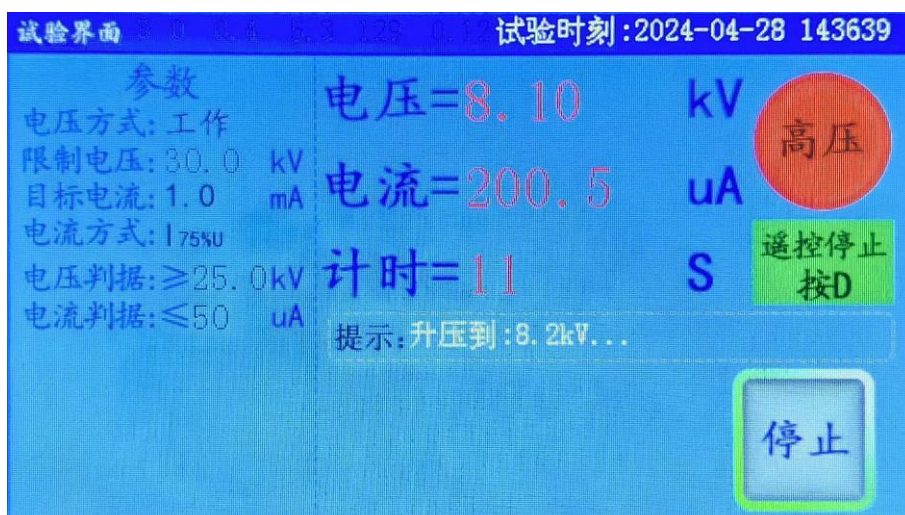 试验界面
试验时刻:2024-04-28 143639
参数
电压方式: 工作
限制电压: 30.0 kV
目标电流: 1.0 mA
电流方式: I 75%U
电压判据: ≥25.0kV
电流判据: ≤50 uA
电压=8.10 kV
电流=200.5 uA
计时=11 S
提示: 升压到:8.2kV...
高压
遥控停止
按D
停止